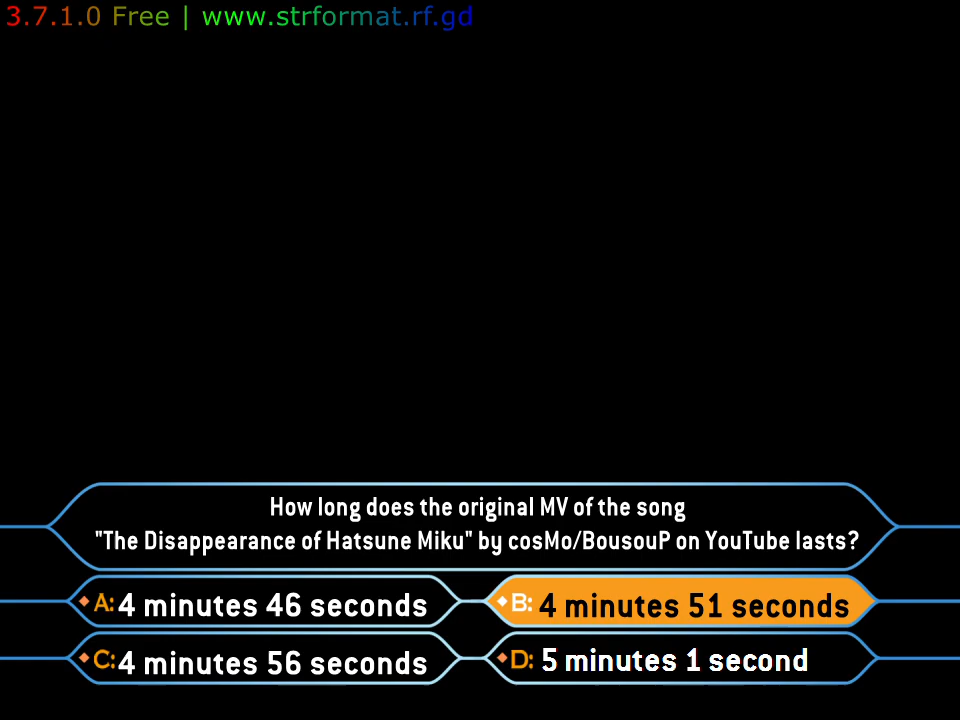 3.7.1.0 Free | www.strformat.rf.gd
How long does the original MV of the song
"The Disappearance of Hatsune Miku" by cosMo/BousouP on YouTube lasts?
A: 4 minutes 46 seconds
B: 4 minutes 51 seconds
C: 4 minutes 56 seconds
D: 5 minutes 1 second